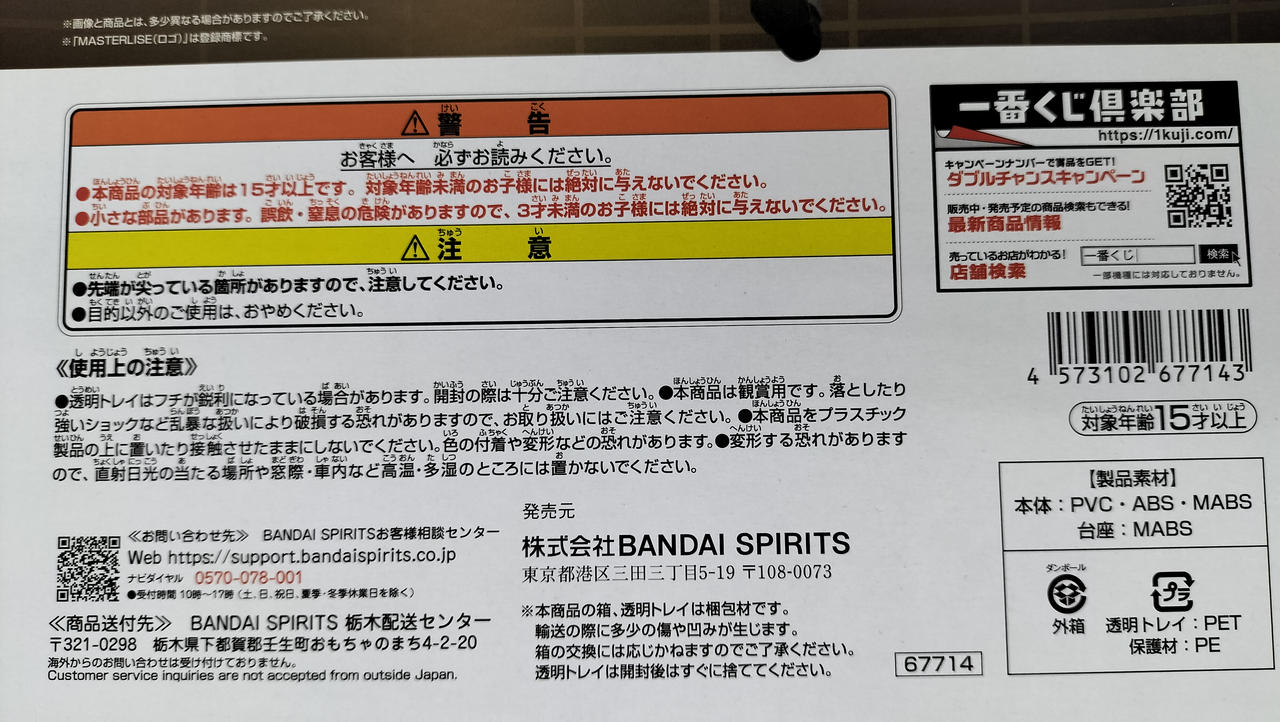 ※画像と商品とは、多少異なる場合がありますのでご了承ください。
※「MASTERLISE(ロゴ)」は登録商標です。
警告
お客様へ 必ずお読みください。
●本商品の対象年齢は15才以上です。対象年齢未満のお子様には絶対に与えないでください。
●小さな部品があります。誤飲・窒息の危険がありますので、3才未満のお子様には絶対に与えないでください。
注意
●先端が尖っている箇所がありますので、注意してください。
●目的以外のご使用は、おやめください。
一番くじ倶楽部
https://1kuji.com/
キャンペーンナンバーで賞品をGET!
ダブルチャンスキャンペーン
販売中・発売予定の商品検索もできる!
最新商品情報
売っているお店がわかる!
店舗検索
一番くじ 検索
一部機種には対応しておりません。
4 573102 677143
対象年齢15才以上
《使用上の注意》
●透明トレイはフチが鋭利になっている場合があります。開封の際は十分ご注意ください。●本商品は観賞用です。落としたり
強いショックなど乱暴な扱いにより破損する恐れがありますので、お取り扱いにはご注意ください。●本商品をプラスチック
製品の上に置いたり接触させたままにしないでください。色の付着や変形などの恐れがあります。●変形する恐れがあります
ので、直射日光の当たる場所や窓際・車内など高温・多湿のところには置かないでください。
≪お問い合わせ先≫ BANDAI SPIRITSお客様相談センター
Web https://support.bandaispirits.co.jp
ナビダイヤル 0570-078-001
●受付時間 10時〜17時(土、日、祝日、夏季・冬季休業日を除く)
≪商品送付先≫ BANDAI SPIRITS 栃木配送センター
〒321-0298 栃木県下都賀郡壬生町おもちゃのまち4-2-20
海外からのお問い合わせは受け付けておりません。
Customer service inquiries are not accepted from outside Japan.
発売元
株式会社BANDAI SPIRITS
東京都港区三田三丁目5-19 〒108-0073
※本商品の箱、透明トレイは梱包材です。
輸送の際に多少の傷や凹みが生じます。
箱の交換には応じかねますのでご了承ください。
透明トレイは開封後はすぐに捨ててください。
67714
【製品素材】
本体:PVC・ABS・MABS
台座:MABS
ダンボール
外箱
プラ
透明トレイ:PET
保護材:PE